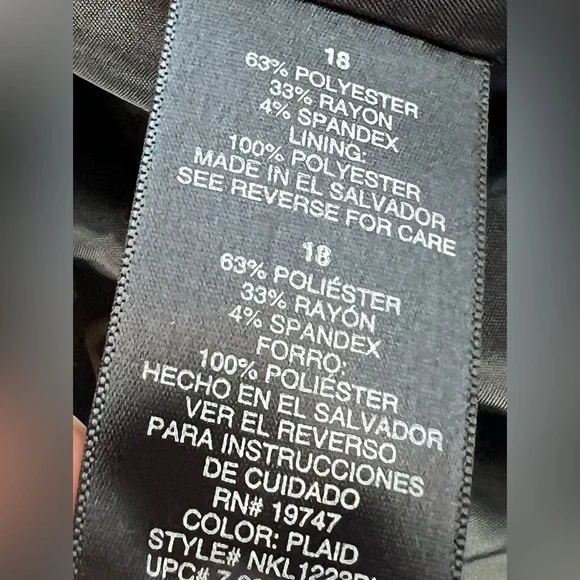 18
63% POLYESTER
33% RAYON
4% SPANDEX
LINING:
100% POLYESTER
MADE IN EL SALVADOR
SEE REVERSE FOR CARE
18
63% POLIÉSTER
33% RAYÓN
4% SPANDEX
FORRO:
100% POLIÉSTER
HECHO EN EL SALVADOR
VER EL REVERSO
PARA INSTRUCCIONES
DE CUIDADO
RN# 19747
COLOR: PLAID
STYLE#
UPC#